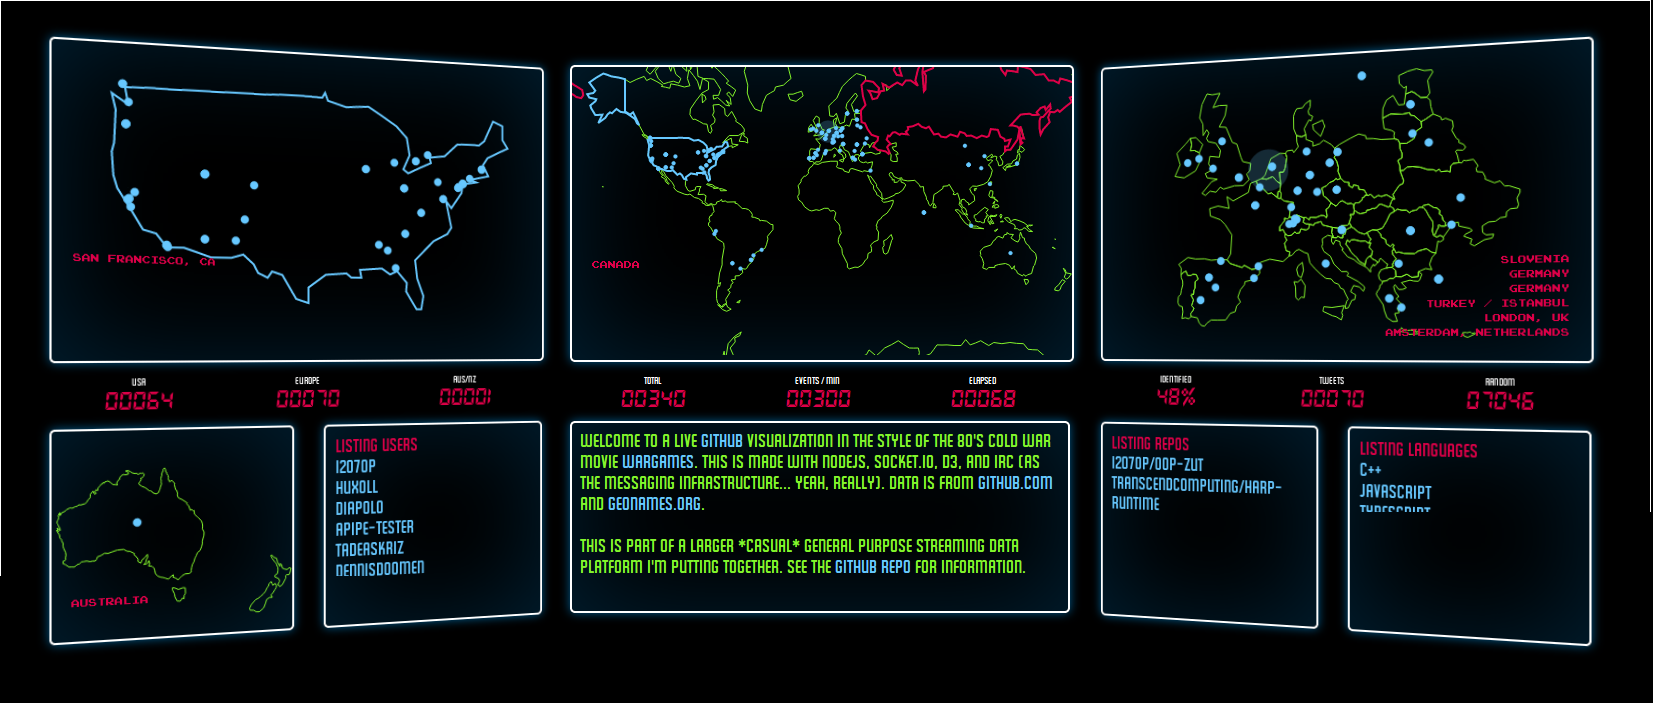 SAN FRANCISCO, CA
CANADA
SLOVENIA
GERMANY
GERMANY
TURKEY / ISTANBUL
LONDON, UK
AMSTERDAM, NETHERLANDS
USA
00064
EUROPE
00070
AUS/NZ
00001
TOTAL
00340
EVENTS / MIN
00300
ELAPSED
00068
IDENTIFIED
48%
TWEETS
00070
RANDOM
07046
AUSTRALIA
LISTING USERS
12070P
HUXOLL
DIAPOLO
APIPE-TESTER
TADEASKRIZ
DENNISDOOMEN
WELCOME TO A LIVE GITHUB VISUALIZATION IN THE STYLE OF THE 80'S COLD WAR
MOVIE WARGAMES. THIS IS MADE WITH NODEJS, SOCKET.IO, D3, AND IRC (AS
THE MESSAGING INFRASTRUCTURE... YEAH, REALLY). DATA IS FROM GITHUB.COM
AND GEONAMES.ORG.
THIS IS PART OF A LARGER *CASUAL* GENERAL PURPOSE STREAMING DATA
PLATFORM I'M PUTTING TOGETHER. SEE THE GITHUB REPO FOR INFORMATION.
LISTING REPOS
12070P/OOP-ZUT
TRANSCENDCOMPUTING/HARP-
RUNTIME
LISTING LANGUAGES
C++
JAVASCRIPT
TYPESCRIPT